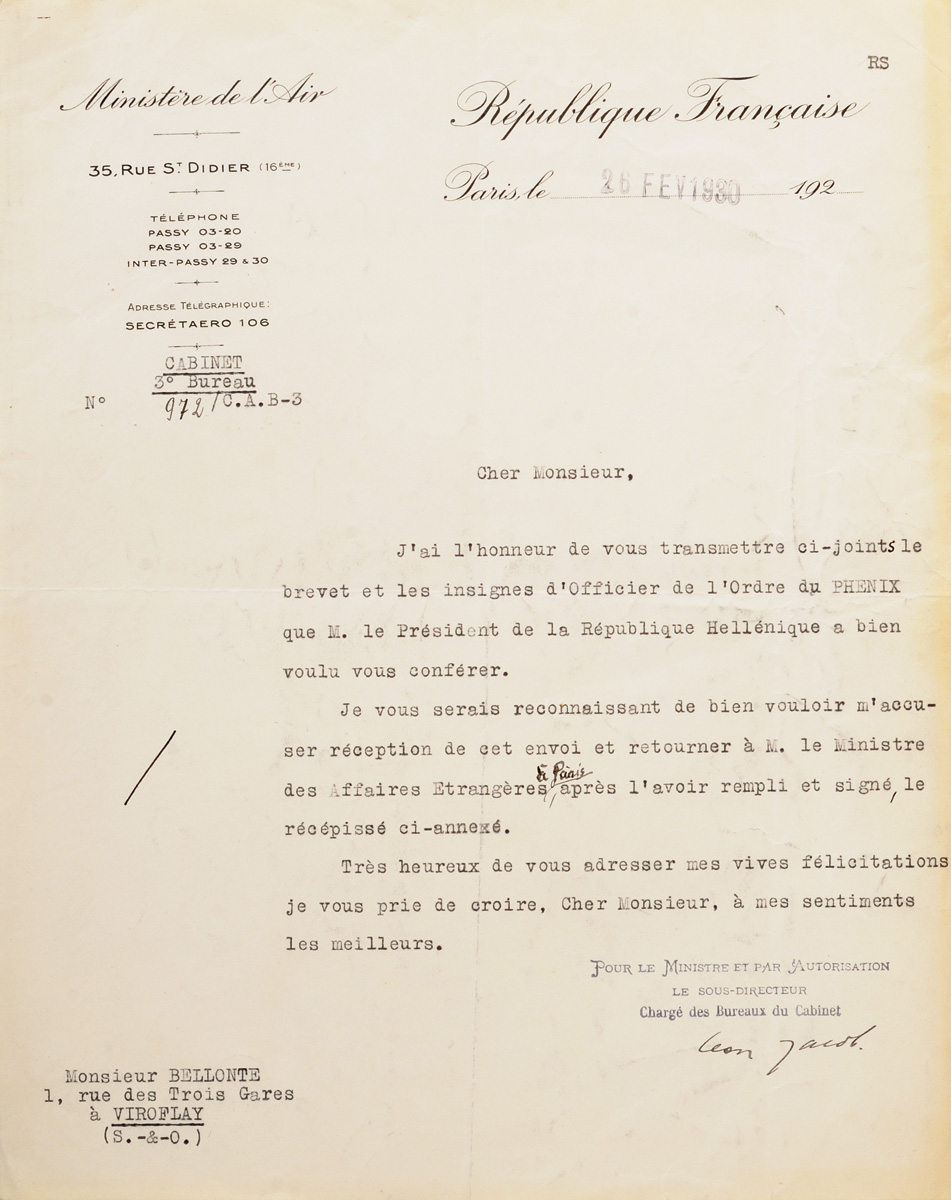 RS
Ministère de l'Air
République Française
35, RUE ST DIDIER (16ÈME)
Paris, le 26 FEV 1930 192
TÉLÉPHONE
PASSY 03-20
PASSY 03-29
INTER-PASSY 29 & 30
ADRESSE TÉLÉGRAPHIQUE:
SECRÉTAERO 106
CABINET
3° Bureau
N° 972/C.A.B-3
Cher Monsieur,
J'ai l'honneur de vous transmettre ci-joints le
brevet et les insignes d'Officier de l'Ordre du PHENIX
que M. le Président de la République Hellénique a bien
voulu vous conférer.
Je vous serais reconnaissant de bien vouloir m'accu-
ser réception de cet envoi et retourner à M. le Ministre
à Paris
des Affaires Etrangères, après l'avoir rempli et signé, le
récépissé ci-annexé.
Très heureux de vous adresser mes vives félicitations
je vous prie de croire, Cher Monsieur, à mes sentiments
les meilleurs.
POUR LE MINISTRE ET PAR AUTORISATION
LE SOUS-DIRECTEUR
Chargé des Bureaux du Cabinet
Leon Jacob.
Monsieur BELLONTE
1, rue des Trois Gares
à VIROFLAY
(S.-&-O.)